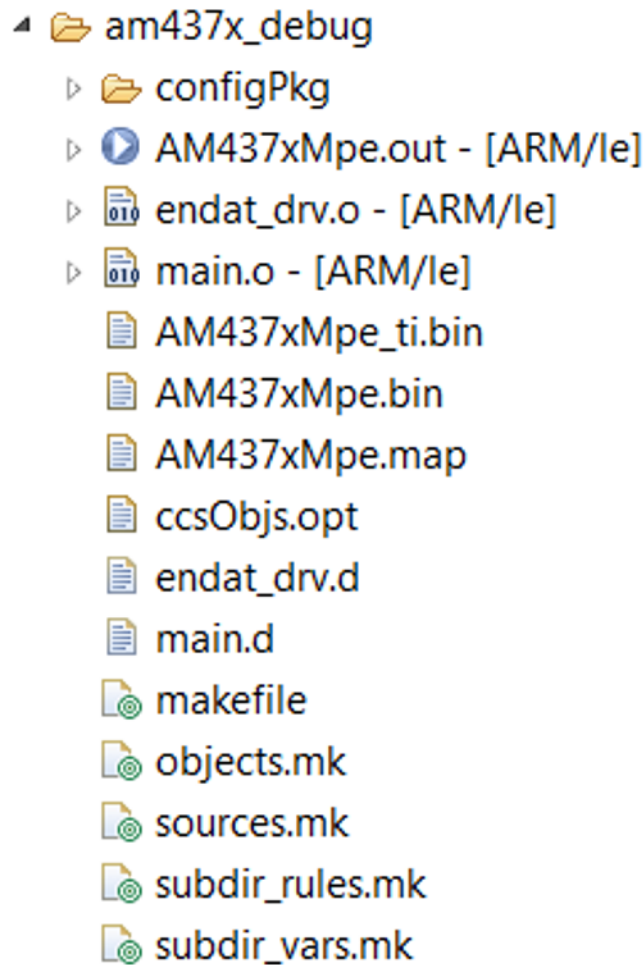 am437x_debug
configPkg
AM437xMpe.out - [ARM/le]
endat_drv.o - [ARM/le]
main.o - [ARM/le]
AM437xMpe_ti.bin
AM437xMpe.bin
AM437xMpe.map
ccsObjs.opt
endat_drv.d
main.d
makefile
objects.mk
sources.mk
subdir_rules.mk
subdir_vars.mk